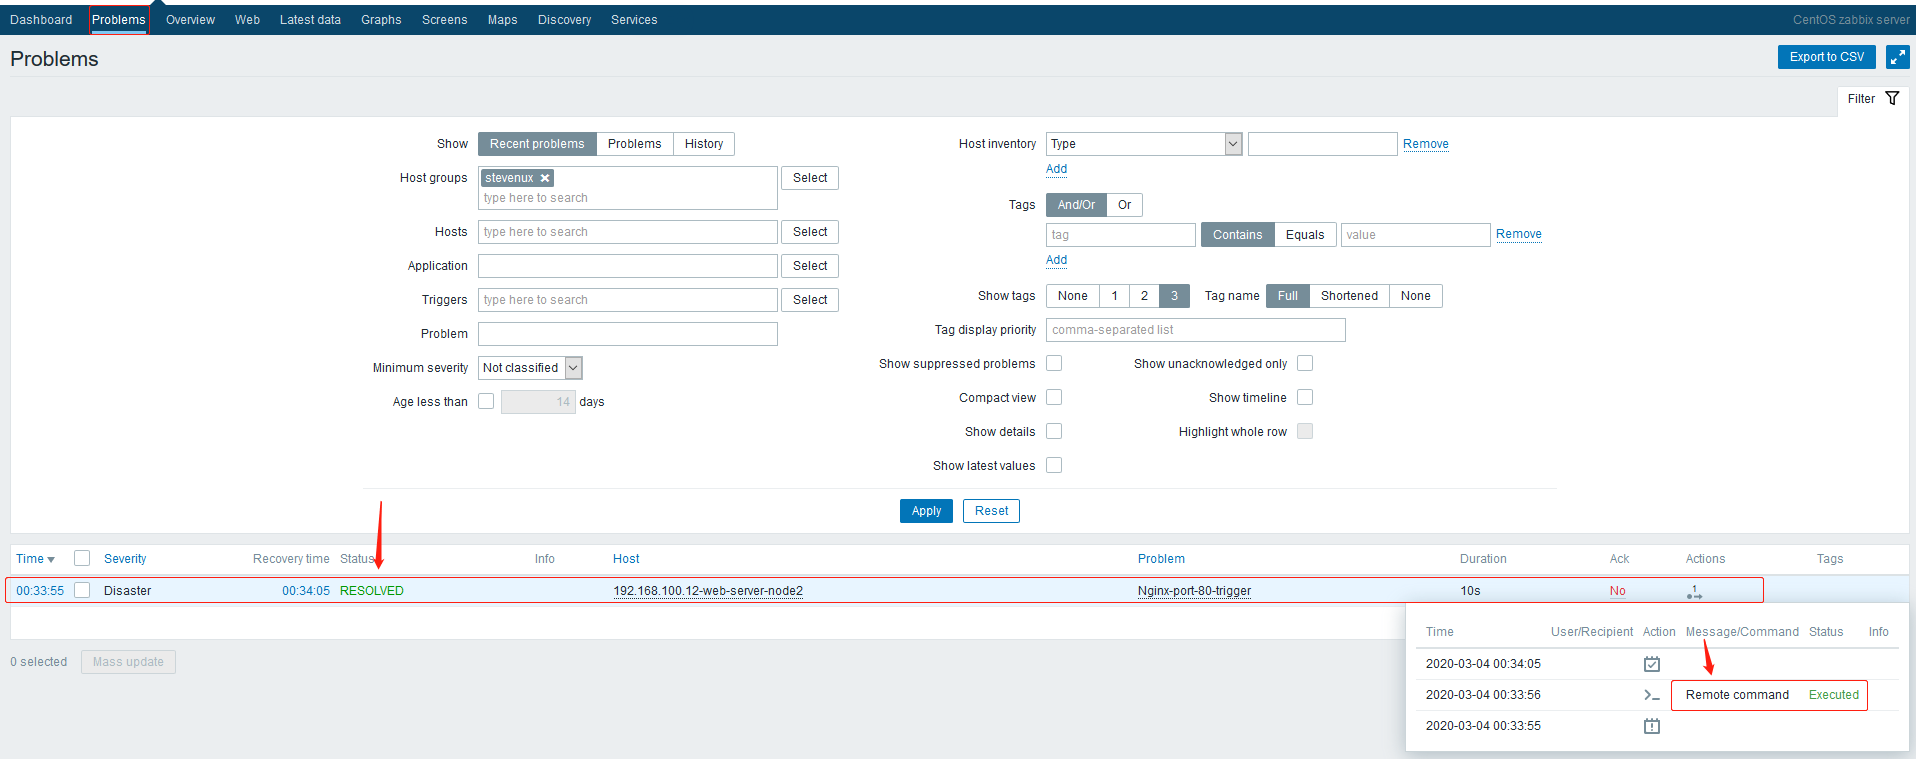 Dashboard Problems Overview Web Latest data Graphs Screens Maps Discovery Services CentOS zabbix server
Problems Export to CSV
Filter
Show Recent problems Problems History
Host groups stevenux Select
type here to search
Hosts type here to search Select
Application Select
Triggers type here to search Select
Problem
Minimum severity Not classified
Age less than 14 days
Host inventory Type Remove
Add
Tags And/Or Or
tag Contains Equals value Remove
Add
Show tags None 1 2 3 Tag name Full Shortened None
Tag display priority comma-separated list
Show suppressed problems Show unacknowledged only
Compact view Show timeline
Show details Highlight whole row
Show latest values
Apply Reset
Time Severity Recovery time Status Info Host Problem Duration Ack Actions Tags
00:33:55 Disaster 00:34:05 RESOLVED 192.168.100.12-web-server-node2 Nginx-port-80-trigger 10s No 1
0 selected Mass update
Time User/Recipient Action Message/Command Status Info
2020-03-04 00:34:05
2020-03-04 00:33:56 Remote command Executed
2020-03-04 00:33:55